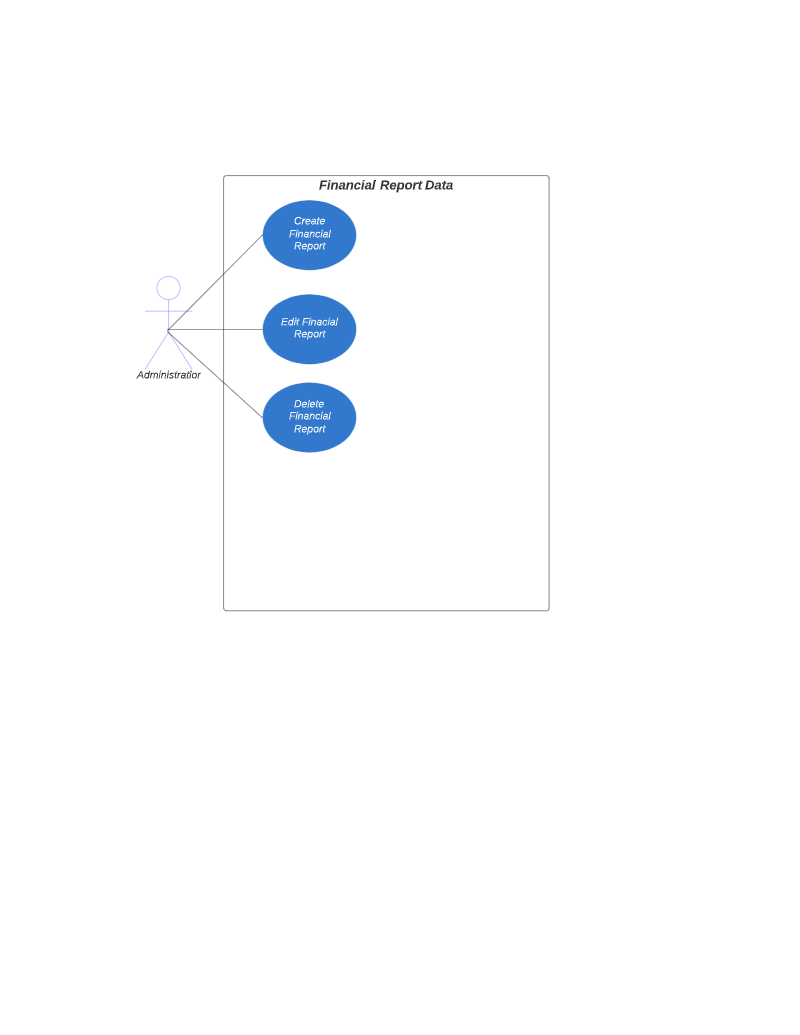 Financial Report Data
Create
Financial
Report
Edit Finacial
Report
Administratior
Delete
Financial
Report